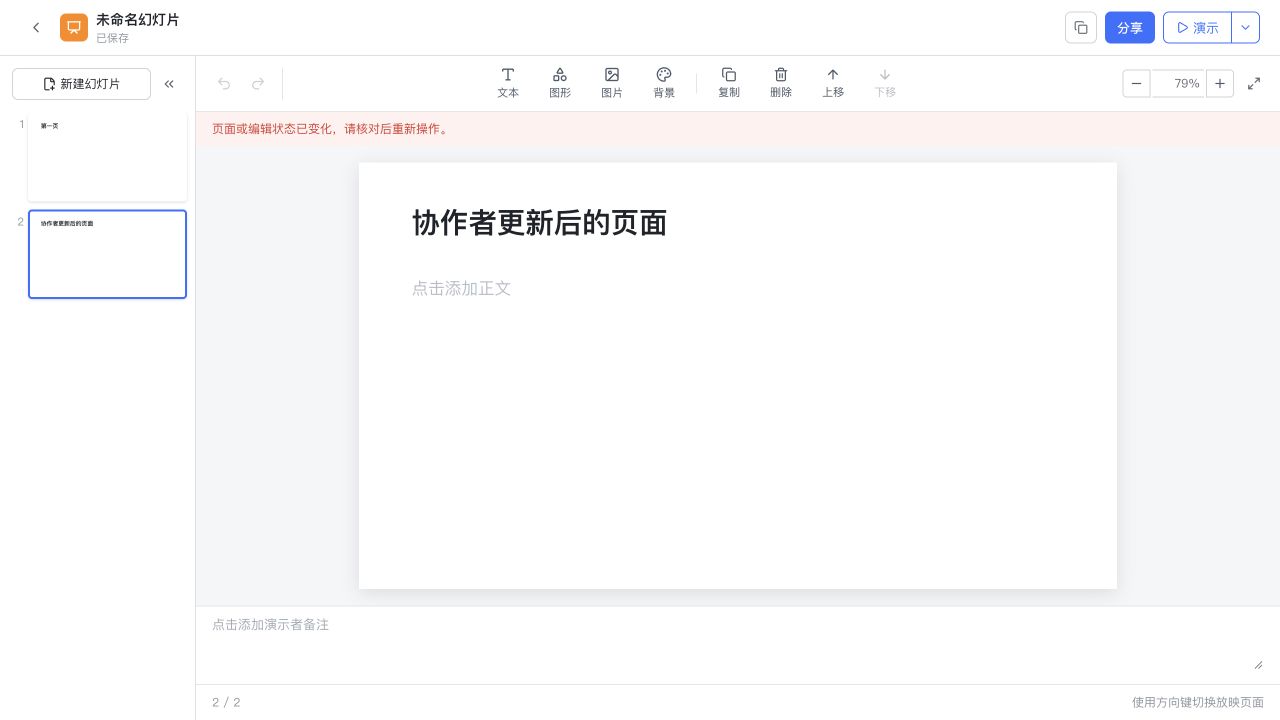 未命名幻灯片
已保存
分享
演示
新建幻灯片
文本
图形
图片
背景
复制
删除
上移
下移
79%
页面或编辑状态已变化，请核对后重新操作。
1
第一页
2
协作者更新后的页面
协作者更新后的页面
点击添加正文
点击添加演示者备注
2 / 2
使用方向键切换放映页面